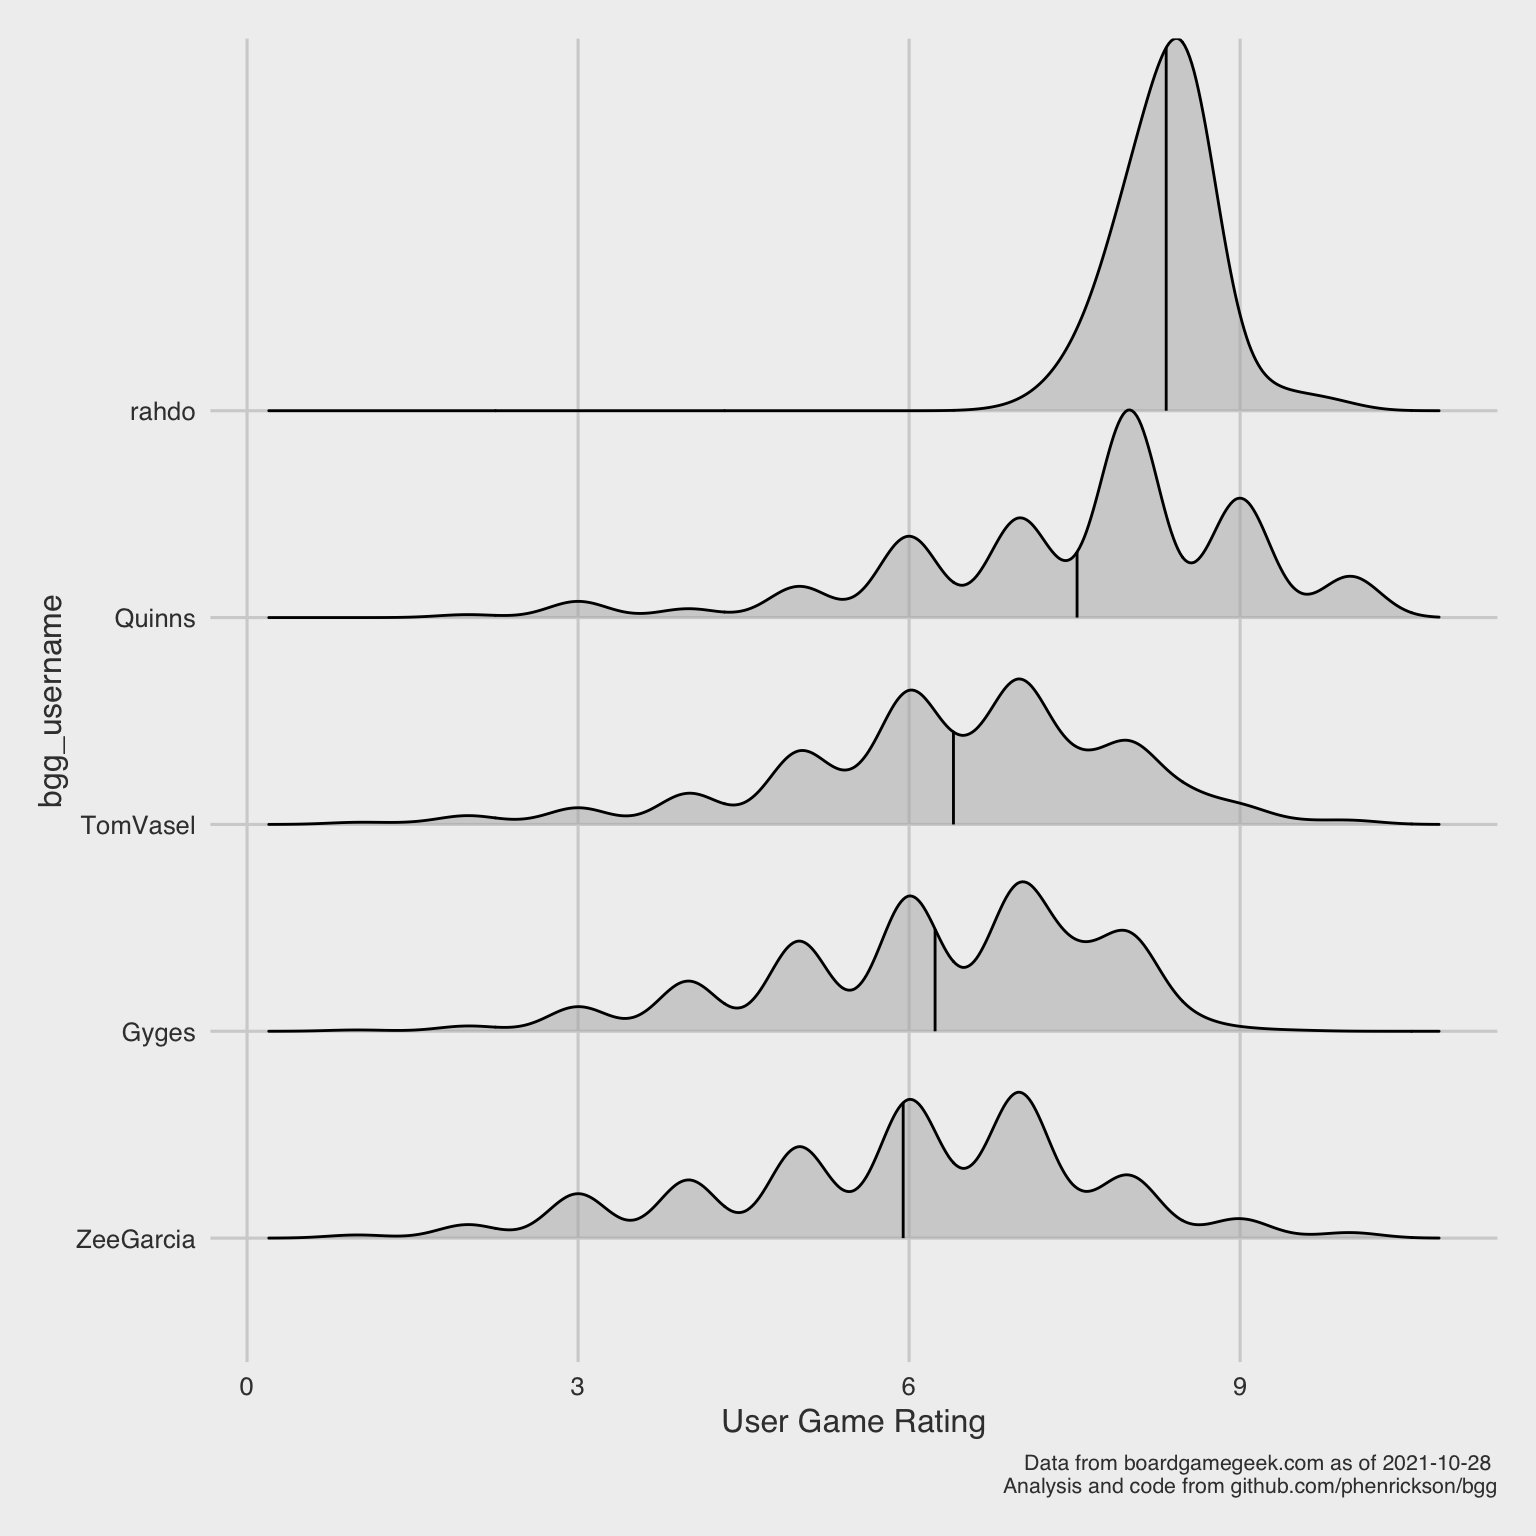 bgg_username
rahdo
Quinns
TomVasel
Gyges
ZeeGarcia
0 3 6 9
User Game Rating
Data from boardgamegeek.com as of 2021-10-28
Analysis and code from github.com/phenrickson/bgg